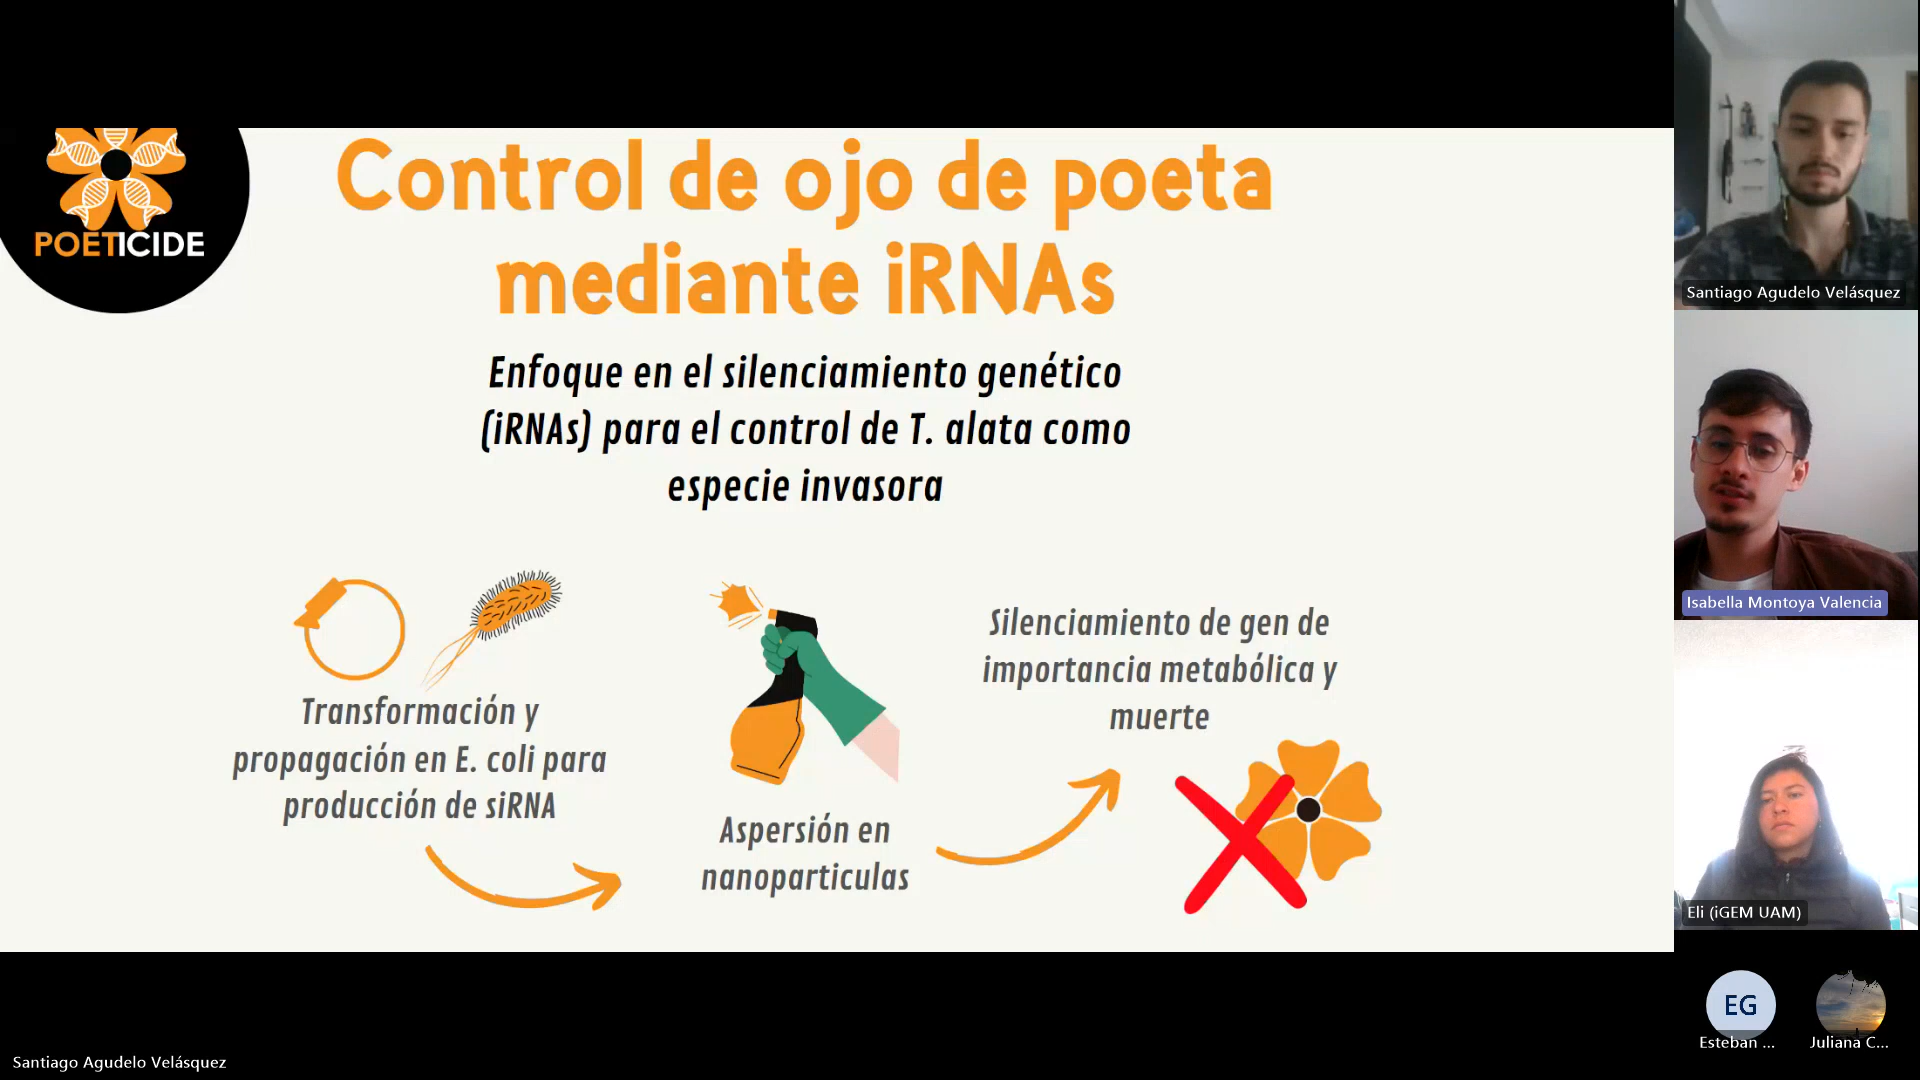 POETICIDE
Control de ojo de poeta
mediante iRNAs
Enfoque en el silenciamiento genético
(iRNAs) para el control de T. alata como
especie invasora
Transformación y
propagación en E. coli para
producción de siRNA
Aspersión en
nanoparticulas
Silenciamiento de gen de
importancia metabólica y
muerte
Santiago Agudelo Velásquez
Isabella Montoya Valencia
Eli (iGEM UAM)
EG
Esteban ...
Juliana C...
Santiago Agudelo Velásquez